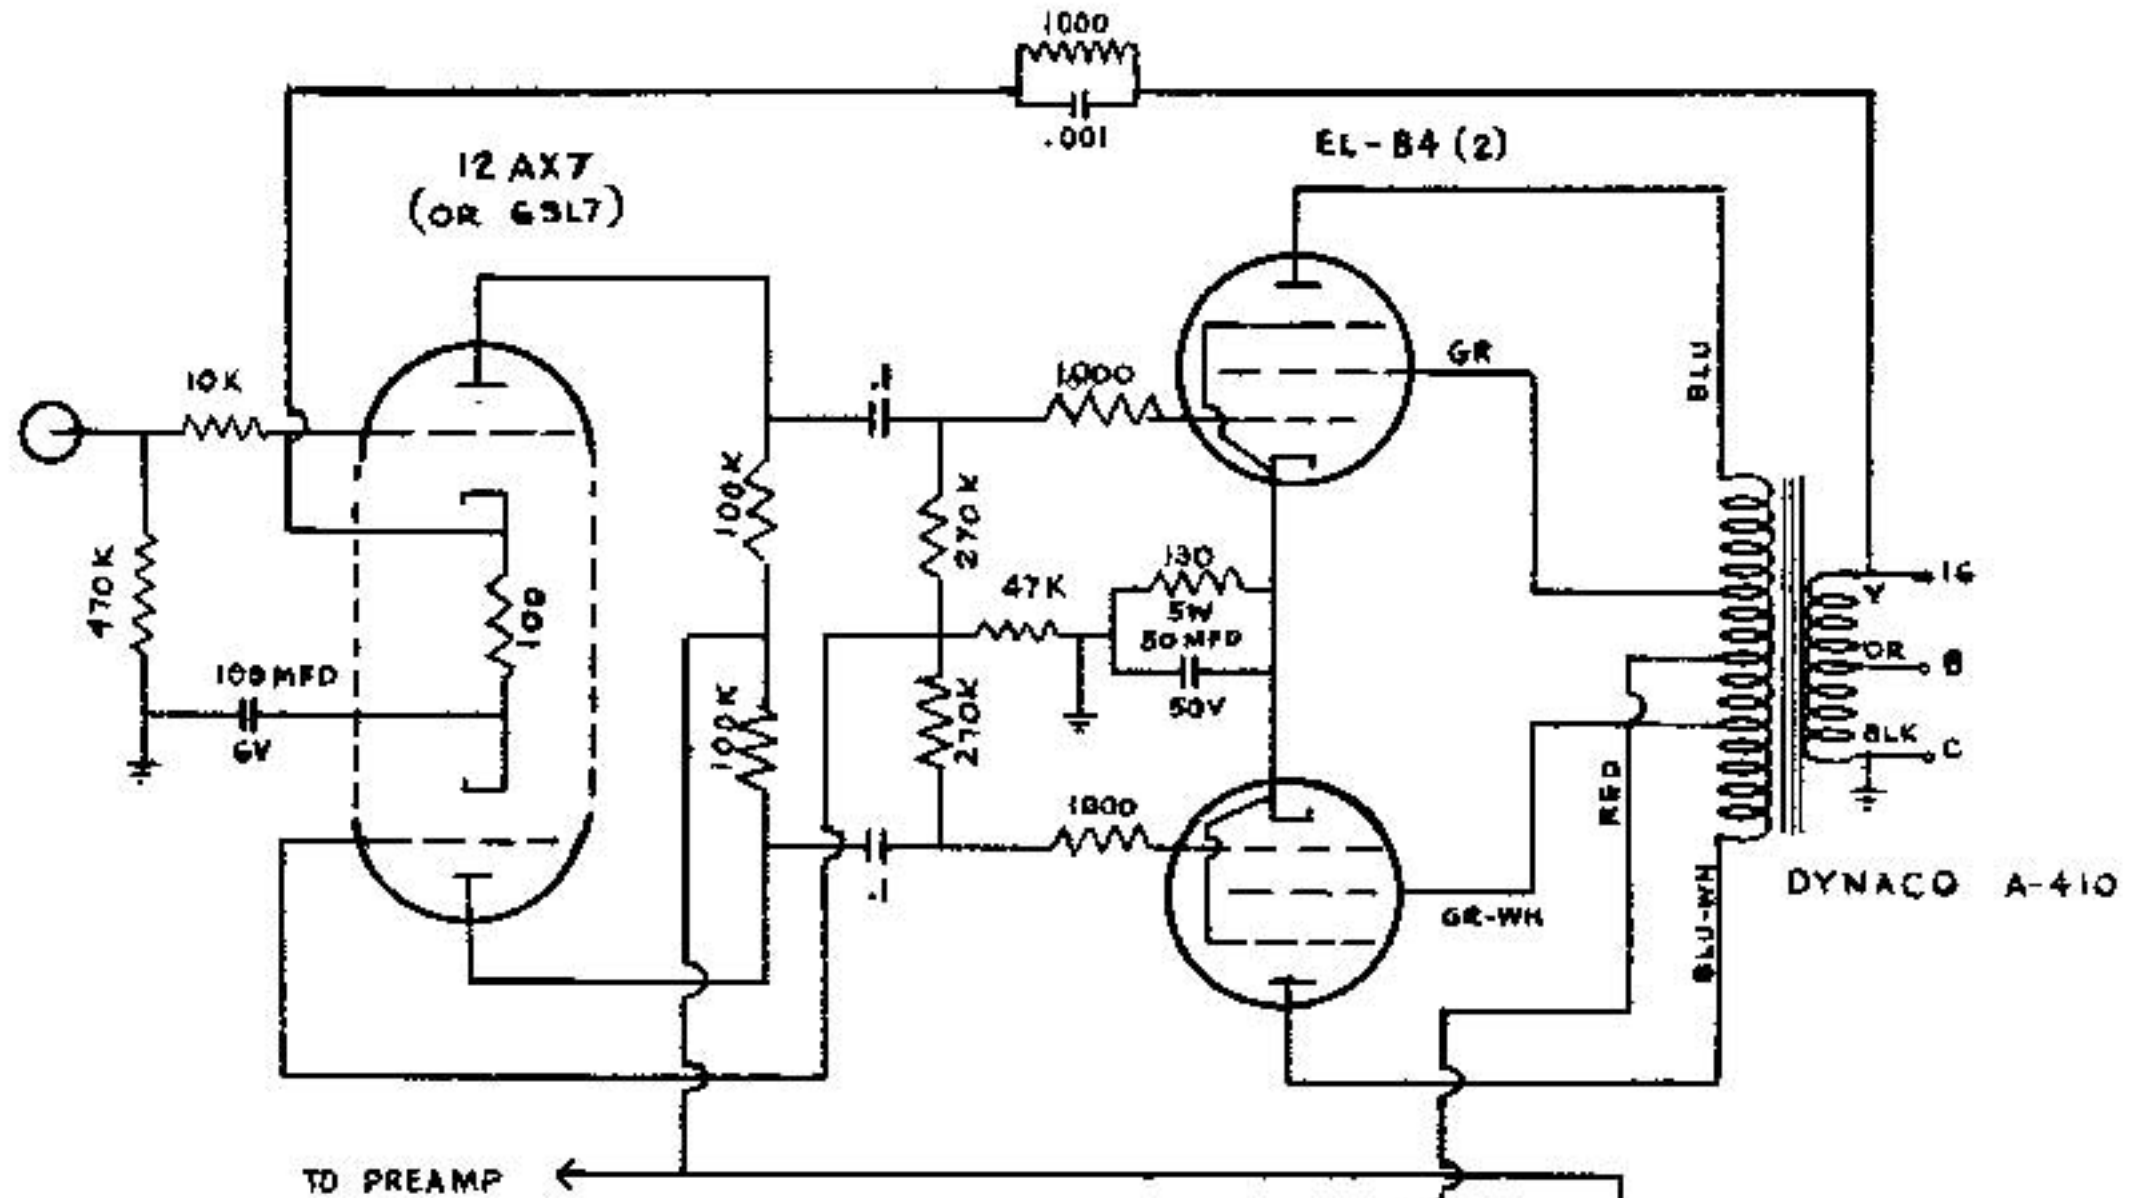 1000
.001
EL-84 (2)
12 AX7
(OR 6SL7)
BLU
GR
10K
.1
1000
100K
270K
470K
100
47K
130
5W
50 MFD
50V
16
Y
OR
8
BLK
C
100MFD
6V
100K
270K
RED
1000
.1
DYNACO A-410
GR-WH
BLU-WH
TO PREAMP